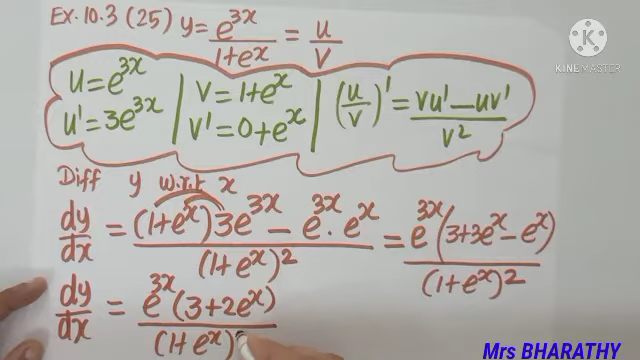 Ex. 10.3 (25) y = e^{3x} / (1+e^x) = u / v
K
KINEMASTER
u = e^{3x} | v = 1+e^x | (u/v)' = (vu' − uv') / v^2
u' = 3e^{3x} | v' = 0+e^x
Diff y w.r.t x
dy/dx = ((1+e^x) 3e^{3x} − e^{3x} · e^x) / (1+e^x)^2 = e^{3x} (3+3e^x − e^x) / (1+e^x)^2
dy/dx = e^{3x} (3+2e^x) / (1+e^x)
Mrs BHARATHY